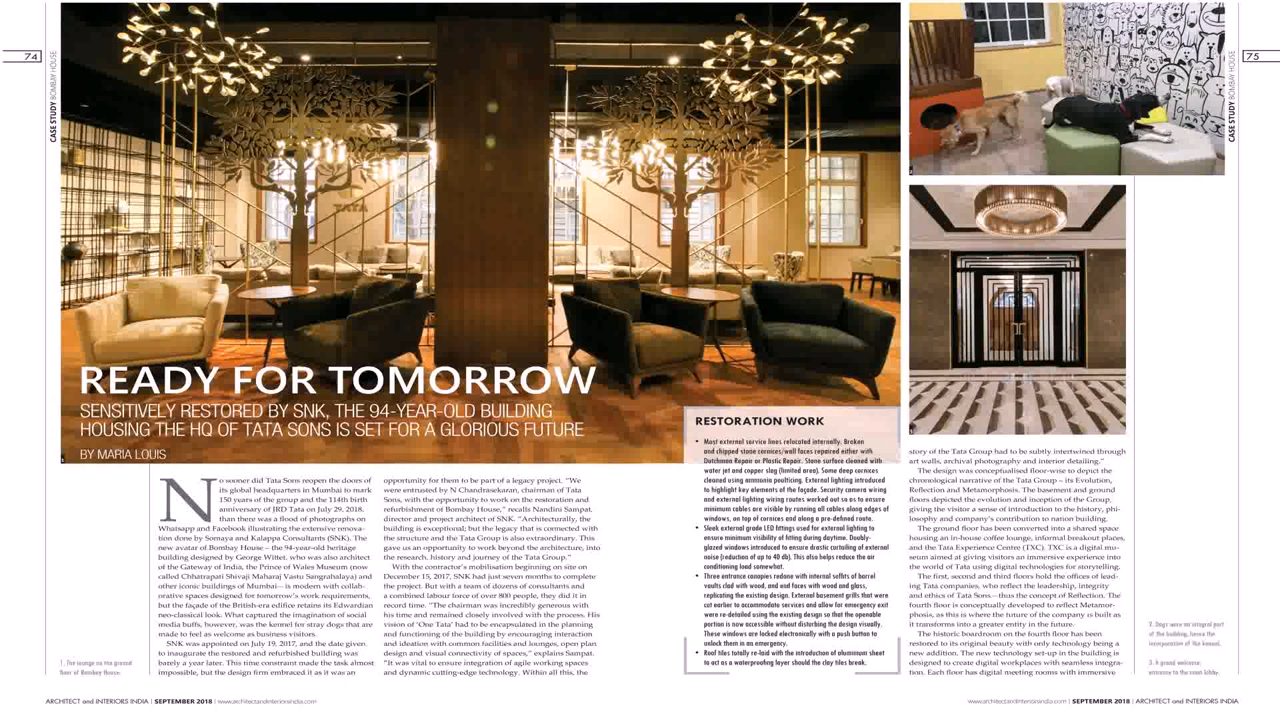 74
CASE STUDY BOMBAY HOUSE
TATA
READY FOR TOMORROW
SENSITIVELY RESTORED BY SNK, THE 94-YEAR-OLD BUILDING
HOUSING THE HQ OF TATA SONS IS SET FOR A GLORIOUS FUTURE
BY MARIA LOUIS
No sooner did Tata Sons reopen the doors of
its global headquarters in Mumbai to mark
150 years of the group and the 114th birth
anniversary of JRD Tata on July 29, 2018,
than there was a flood of photographs on
Whatsapp and Facebook illustrating the extensive renova-
tion done by Somaya and Kalappa Consultants (SNK). The
new avatar of Bombay House – the 94-year-old heritage
building designed by George Wittet, who was also architect
of the Gateway of India, the Prince of Wales Museum (now
called Chhatrapati Shivaji Maharaj Vastu Sangrahalaya) and
other iconic buildings of Mumbai— is modern with collab-
orative spaces designed for tomorrow's work requirements,
but the façade of the British-era edifice retains its Edwardian
neo-classical look. What captured the imagination of social
media buffs, however, was the kennel for stray dogs that are
made to feel as welcome as business visitors.
SNK was appointed on July 19, 2017, and the date given
to inaugurate the restored and refurbished building was
barely a year later. This time constraint made the task almost
impossible, but the design firm embraced it as it was an
1. The lounge on the ground
floor of Bombay House.
opportunity for them to be part of a legacy project. "We
were entrusted by N Chandrasekaran, chairman of Tata
Sons, with the opportunity to work on the restoration and
refurbishment of Bombay House," recalls Nandini Sampat,
director and project architect of SNK. "Architecturally, the
building is exceptional; but the legacy that is connected with
the structure and the Tata Group is also extraordinary. This
gave us an opportunity to work beyond the architecture, into
the research, history and journey of the Tata Group."
With the contractor's mobilisation beginning on site on
December 15, 2017, SNK had just seven months to complete
the project. But with a team of dozens of consultants and
a combined labour force of over 800 people, they did it in
record time. "The chairman was incredibly generous with
his time and remained closely involved with the process. His
vision of 'One Tata' had to be encapsulated in the planning
and functioning of the building by encouraging interaction
and ideation with common facilities and lounges, open plan
design and visual connectivity of spaces," explains Sampat.
"It was vital to ensure integration of agile working spaces
and dynamic cutting-edge technology. Within all this, the
RESTORATION WORK
• Most external service lines relocated internally. Broken
and chipped stone cornices/wall faces repaired either with
Dutchman Repair or Plastic Repair. Stone surface cleaned with
water jet and copper slag (limited area). Some deep cornices
cleaned using ammonia poulticing. External lighting introduced
to highlight key elements of the façade. Security camera wiring
and external lighting wiring routes worked out so as to ensure
minimum cables are visible by running all cables along edges of
windows, on top of cornices and along a pre-defined route.
• Sleek external grade LED fittings used for external lighting to
ensure minimum visibility of fitting during daytime. Doubly-
glazed windows introduced to ensure drastic curtailing of external
noise (reduction of up to 40 db). This also helps reduce the air
conditioning load somewhat.
• Three entrance canopies redone with internal soffits of barrel
vaults clad with wood, and end faces with wood and glass,
replicating the existing design. External basement grills that were
cut earlier to accommodate services and allow for emergency exit
were re-detailed using the existing design so that the openable
portion is now accessible without disturbing the design visually.
These windows are locked electronically with a push button to
unlock them in an emergency.
• Roof tiles totally re-laid with the introduction of aluminum sheet
to act as a waterproofing layer should the clay tiles break.
story of the Tata Group had to be subtly intertwined through
art walls, archival photography and interior detailing."
The design was conceptualised floor-wise to depict the
chronological narrative of the Tata Group – its Evolution,
Reflection and Metamorphosis. The basement and ground
floors depicted the evolution and inception of the Group,
giving the visitor a sense of introduction to the history, phi-
losophy and company's contribution to nation building.
The ground floor has been converted into a shared space
housing an in-house coffee lounge, informal breakout places,
and the Tata Experience Centre (TXC). TXC is a digital mu-
seum aimed at giving visitors an immersive experience into
the world of Tata using digital technologies for storytelling.
The first, second and third floors hold the offices of lead-
ing Tata companies, who reflect the leadership, integrity
and ethics of Tata Sons—thus the concept of Reflection. The
fourth floor is conceptually developed to reflect Metamor-
phosis, as this is where the future of the company is built as
it transforms into a greater entity in the future.
The historic boardroom on the fourth floor has been
restored to its original beauty with only technology being a
new addition. The new technology set-up in the building is
designed to create digital workplaces with seamless integra-
tion. Each floor has digital meeting rooms with immersive
75
CASE STUDY BOMBAY HOUSE
2. Dogs were an integral part
of the building, hence the
incorporation of the kennel.
3. A grand welcome:
entrance to the main lobby.
ARCHITECT and INTERIORS INDIA | SEPTEMBER 2018 | www.architectandinteriorsindia.com
www.architectandinteriorsindia.com | SEPTEMBER 2018 | ARCHITECT and INTERIORS INDIA